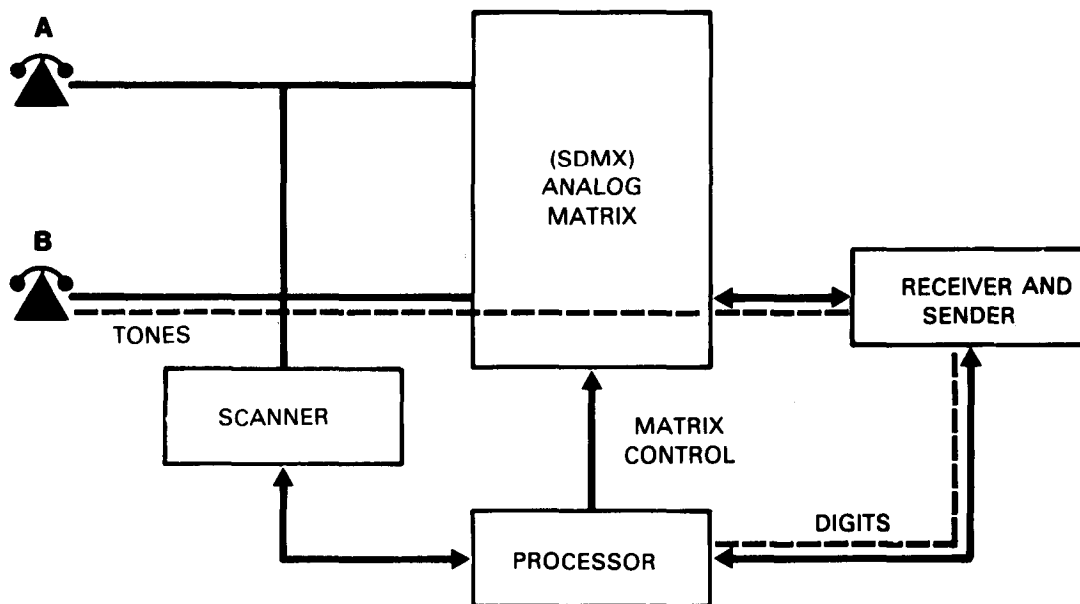 A
(SDMX)
ANALOG
MATRIX
B
TONES
RECEIVER AND
SENDER
SCANNER
MATRIX
CONTROL
DIGITS
PROCESSOR